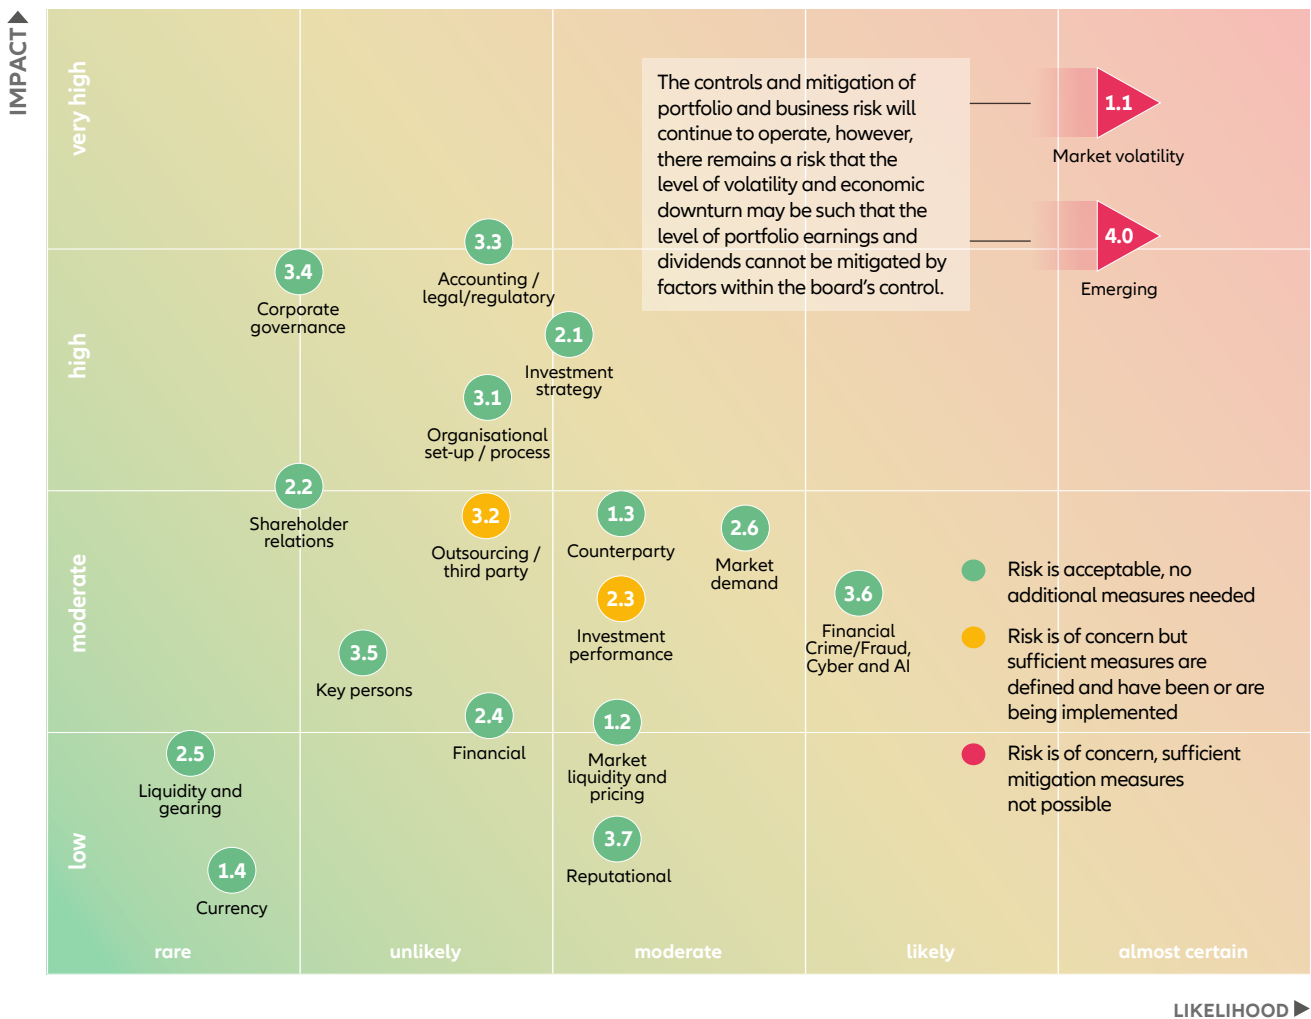 IMPACT
very high
high
moderate
low
The controls and mitigation of
portfolio and business risk will
continue to operate, however,
there remains a risk that the
level of volatility and economic
downturn may be such that the
level of portfolio earnings and
dividends cannot be mitigated by
factors within the board’s control.
1.1
Market volatility
4.0
Emerging
3.3
Accounting /
legal/regulatory
3.4
Corporate
governance
2.1
Investment
strategy
3.1
Organisational
set-up / process
2.2
Shareholder
relations
3.2
Outsourcing /
third party
1.3
Counterparty
2.6
Market
demand
2.3
Investment
performance
3.6
Financial
Crime/Fraud,
Cyber and AI
3.5
Key persons
2.4
Financial
1.2
Market
liquidity and
pricing
2.5
Liquidity and
gearing
3.7
Reputational
1.4
Currency
Risk is acceptable, no
additional measures needed
Risk is of concern but
sufficient measures are
defined and have been or are
being implemented
Risk is of concern, sufficient
mitigation measures
not possible
rare
unlikely
moderate
likely
almost certain
LIKELIHOOD